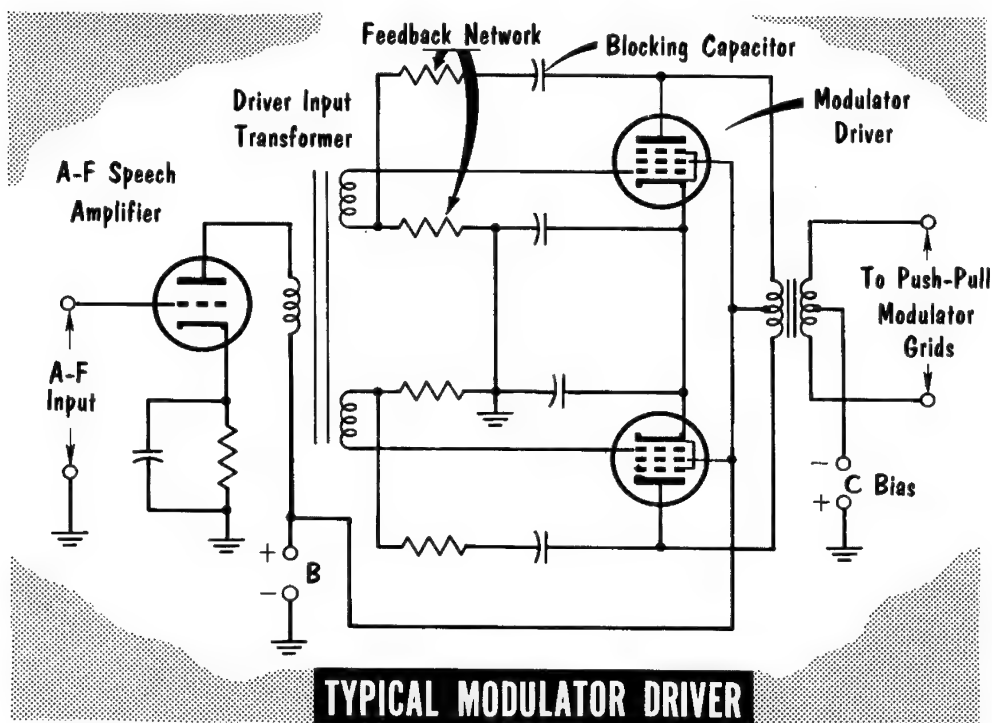 Feedback Network
Blocking Capacitor
Driver Input
Transformer
Modulator
Driver
A-F Speech
Amplifier
To Push-Pull
Modulator
Grids
A-F
Input
-
C Bias
+
+
B
-
TYPICAL MODULATOR DRIVER